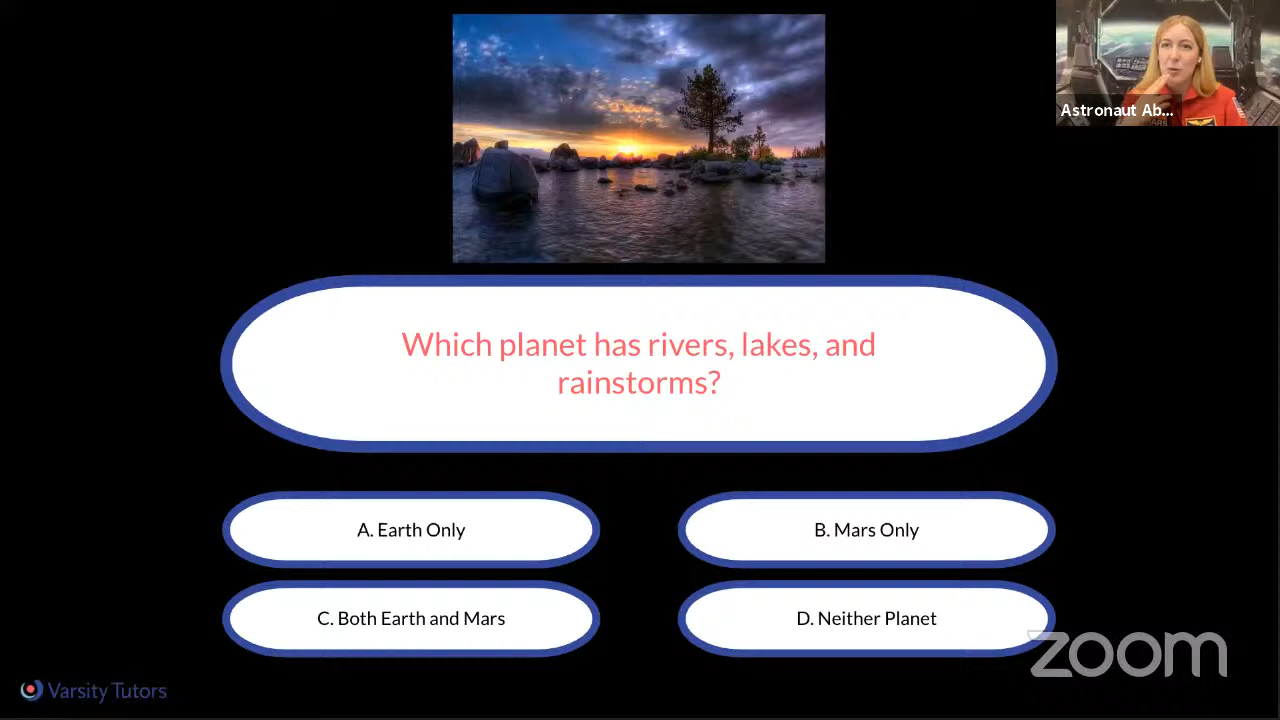 Astronaut Ab...
Which planet has rivers, lakes, and
rainstorms?
A. Earth Only
B. Mars Only
C. Both Earth and Mars
D. Neither Planet
zoom
Varsity Tutors